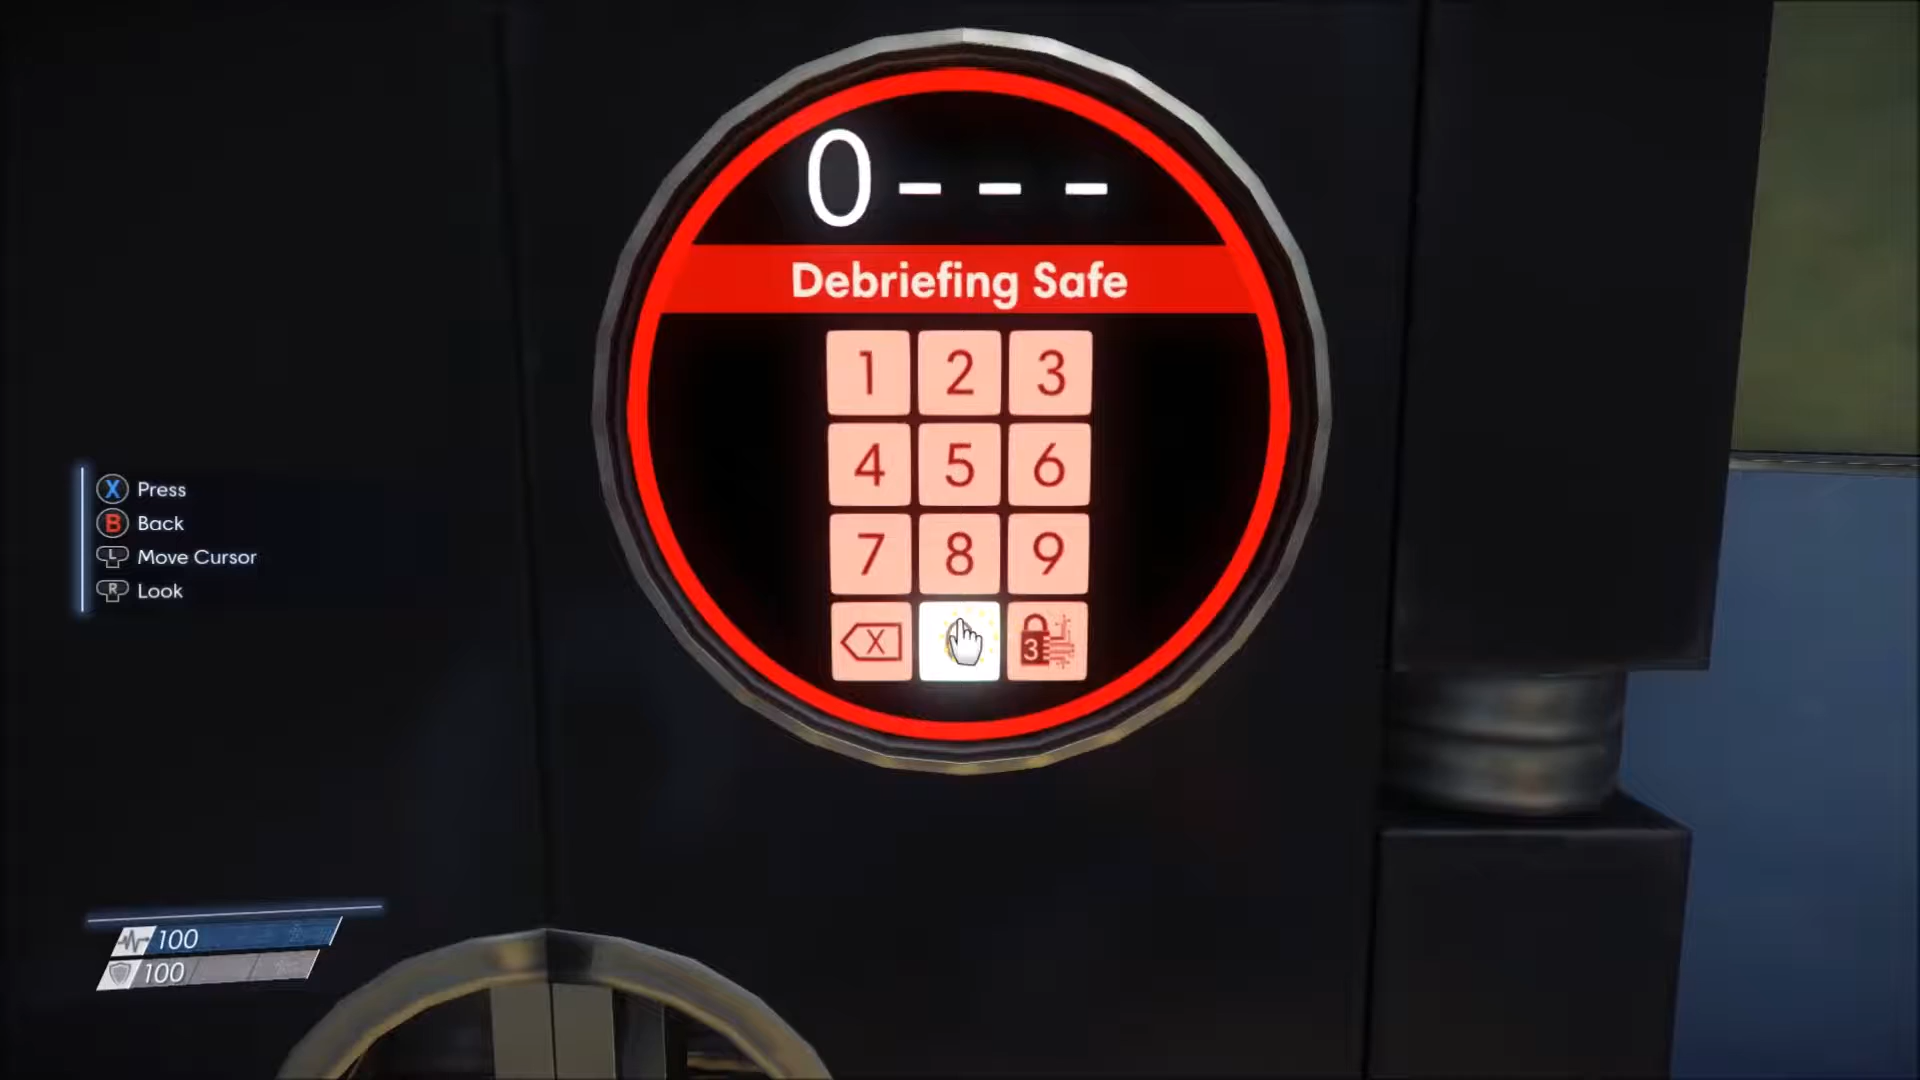 0---
Debriefing Safe
1 2 3
4 5 6
7 8 9
X 3
X Press
B Back
L Move Cursor
R Look
100
100